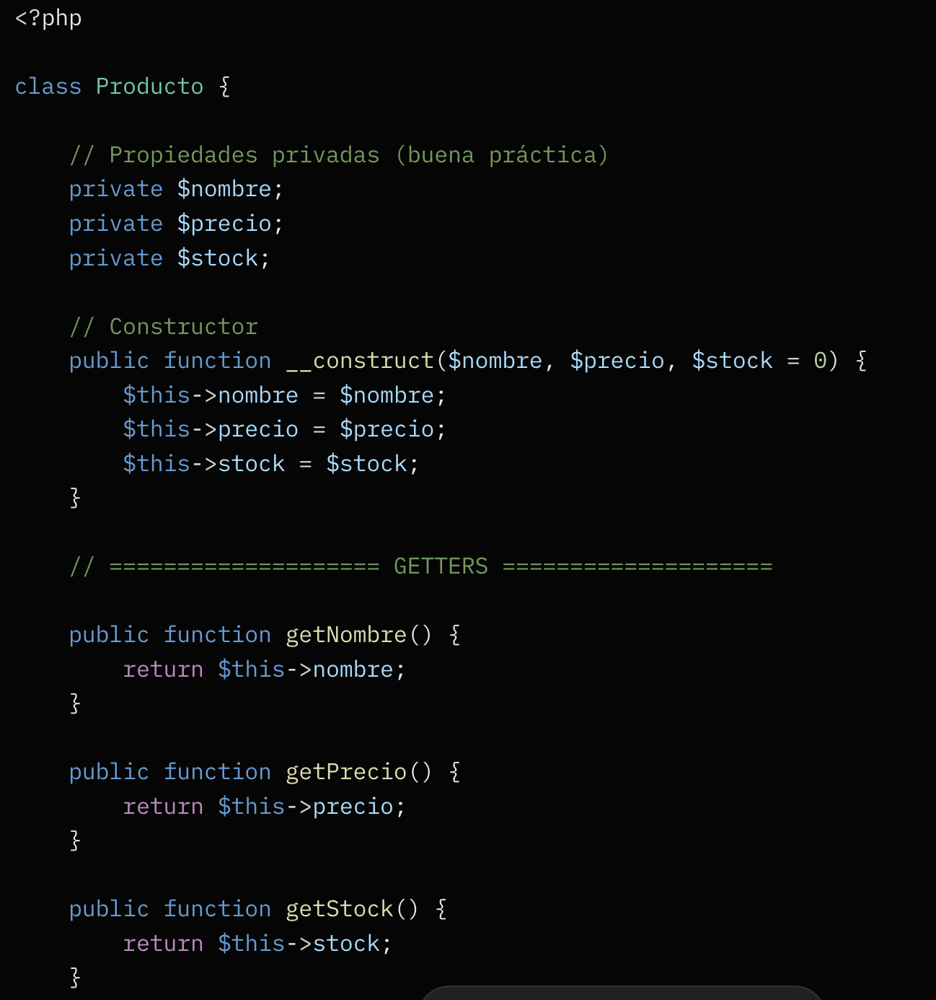 <?php
class Producto {
// Propiedades privadas (buena práctica)
private $nombre;
private $precio;
private $stock;
// Constructor
public function __construct($nombre, $precio, $stock = 0) {
$this->nombre = $nombre;
$this->precio = $precio;
$this->stock = $stock;
}
// ==================== GETTERS ====================
public function getNombre() {
return $this->nombre;
}
public function getPrecio() {
return $this->precio;
}
public function getStock() {
return $this->stock;
}